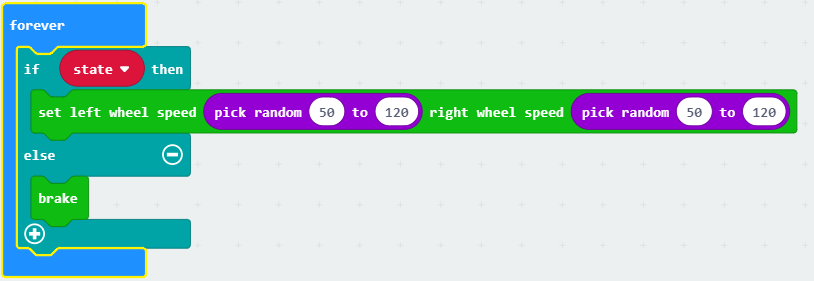 forever
if state then
set left wheel speed pick random 50 to 120 right wheel speed pick random 50 to 120
else
brake